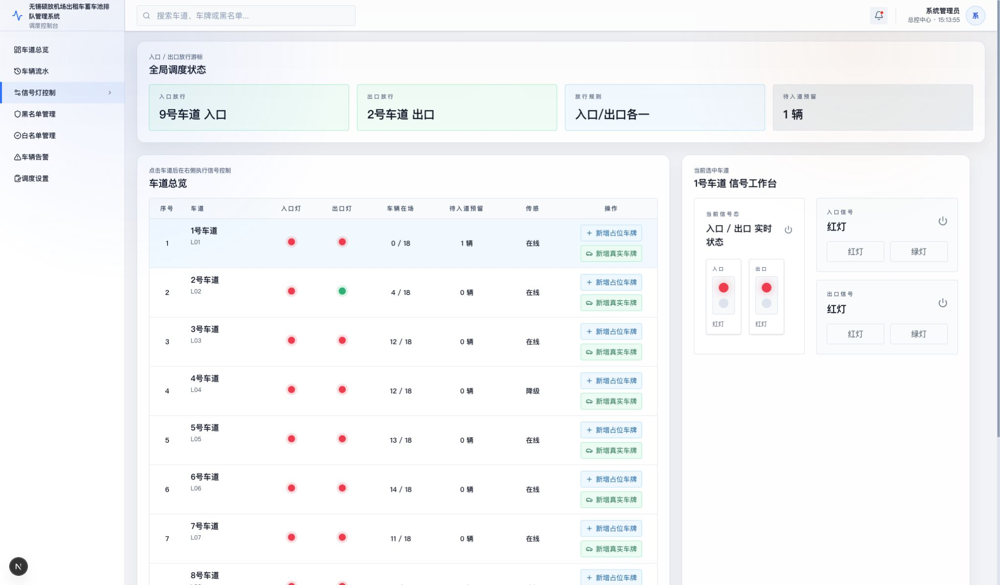 无锡硕放机场出租车蓄车池排
队管理系统
调度控制台
搜索车道、车牌或黑名单...
系统管理员
总控中心 · 15:13:55
系
车道总览
车辆流水
信号灯控制
黑名单管理
白名单管理
车辆告警
调度设置
N
入口 / 出口放行游标
全局调度状态
入口放行
9号车道 入口
出口放行
2号车道 出口
放行规则
入口/出口各一
待入道预留
1 辆
点击车道后在右侧执行信号控制
车道总览
序号 车道 入口灯 出口灯 车辆在场 待入道预留 传感 操作
1 1号车道 0 / 18 1 辆 在线 新增占位车牌
L01 新增真实车牌
2 2号车道 4 / 18 0 辆 在线 新增占位车牌
L02 新增真实车牌
3 3号车道 12 / 18 0 辆 在线 新增占位车牌
L03 新增真实车牌
4 4号车道 12 / 18 0 辆 降级 新增占位车牌
L04 新增真实车牌
5 5号车道 13 / 18 0 辆 在线 新增占位车牌
L05 新增真实车牌
6 6号车道 14 / 18 0 辆 在线 新增占位车牌
L06 新增真实车牌
7 7号车道 11 / 18 0 辆 在线 新增占位车牌
L07 新增真实车牌
8号车道 新增占位车牌
当前选中车道
1号车道 信号工作台
当前信号态
入口 / 出口 实时
状态
入口
红灯
出口
红灯
入口信号
红灯
红灯 绿灯
出口信号
红灯
红灯 绿灯